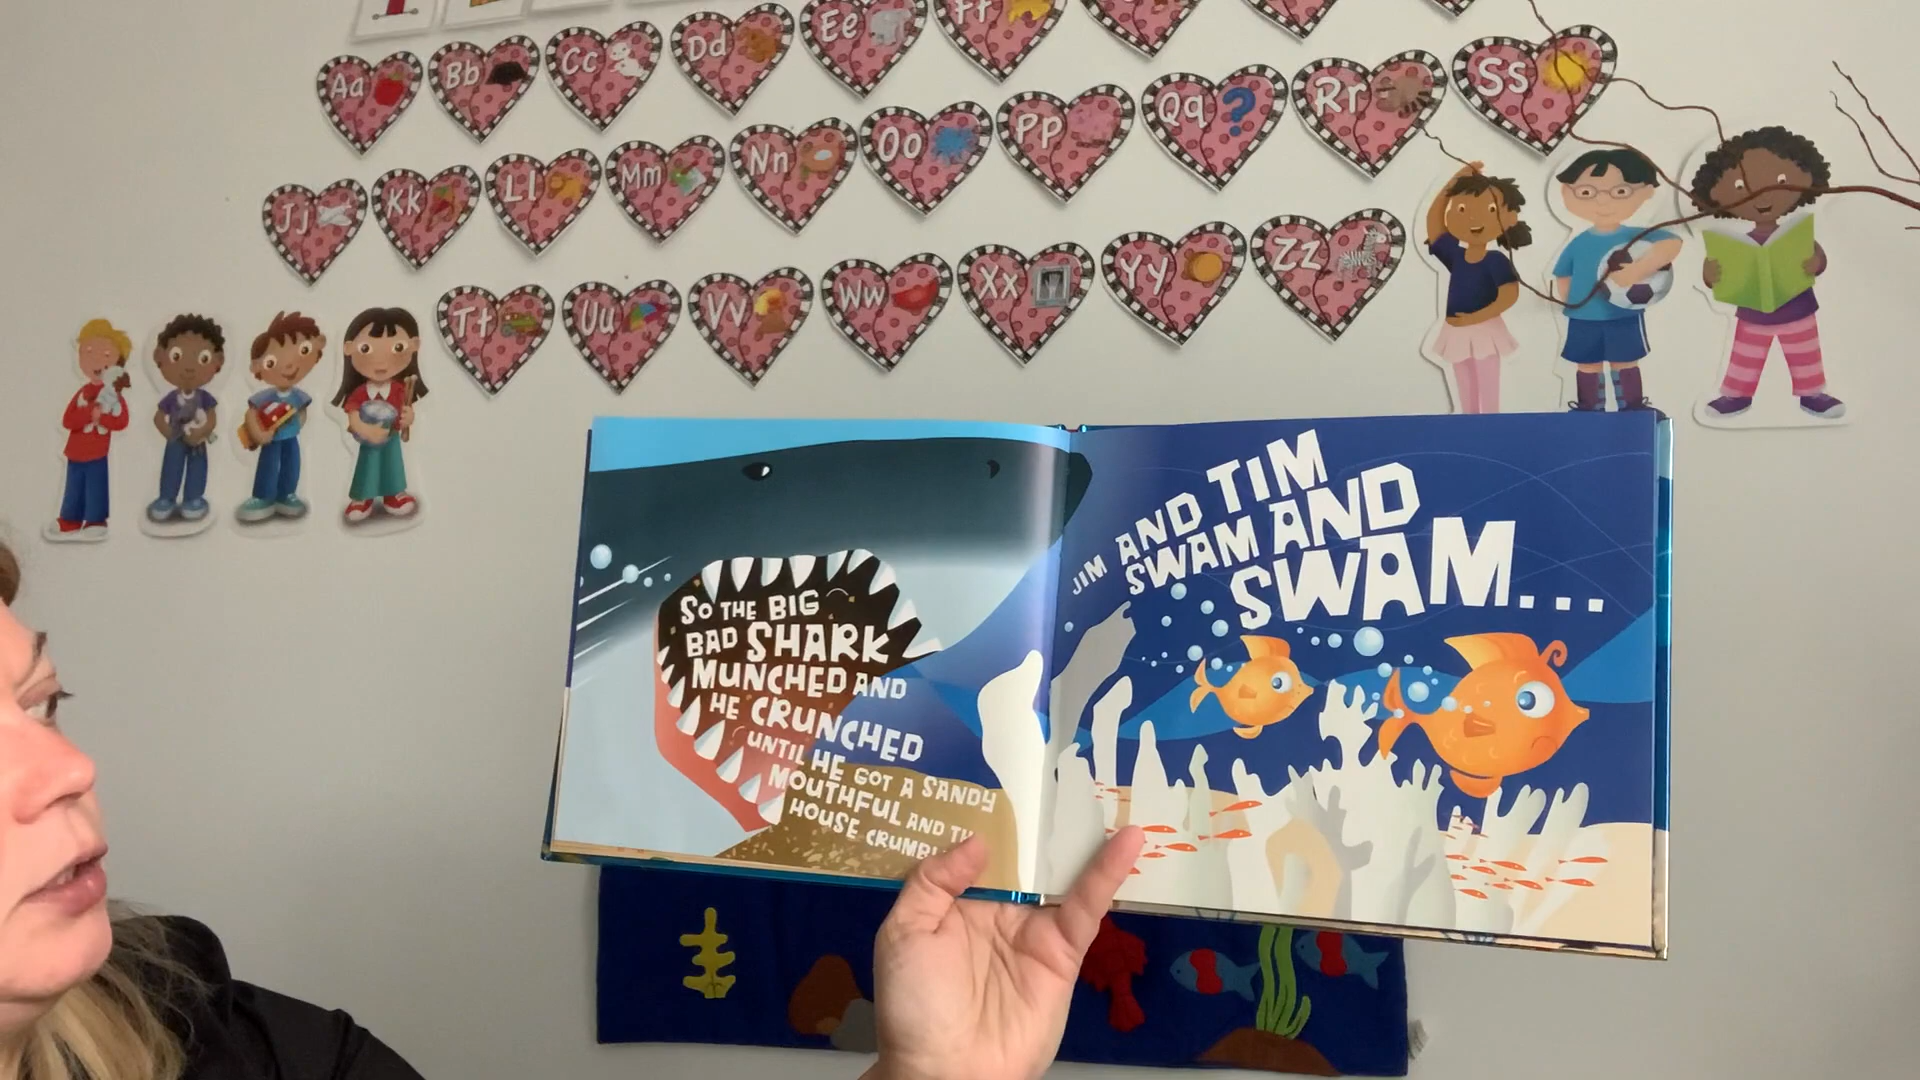 Aa Bb Cc Dd Ee Ff
Jj Kk Ll Mm Nn Oo Pp Qq Rr Ss
Tt Uu Vv Ww Xx Yy Zz
SO THE BIG
BAD SHARK
MUNCHED AND
HE CRUNCHED
UNTIL HE GOT A SANDY
MOUTHFUL AND
HOUSE
JIM AND TIM
SWAM AND
SWAM...